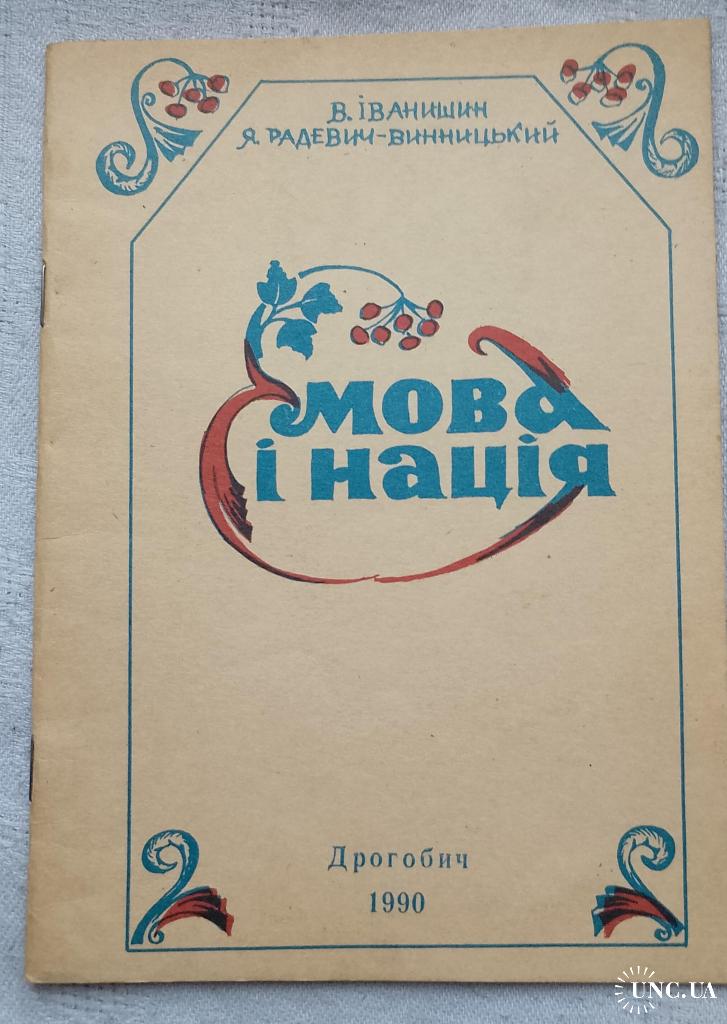 В. ІВАНИШИН
Я. РАДЕВИЧ-ВИННИЦЬКИЙ
мова
і нація
Дрогобич
1990
UNC.UA